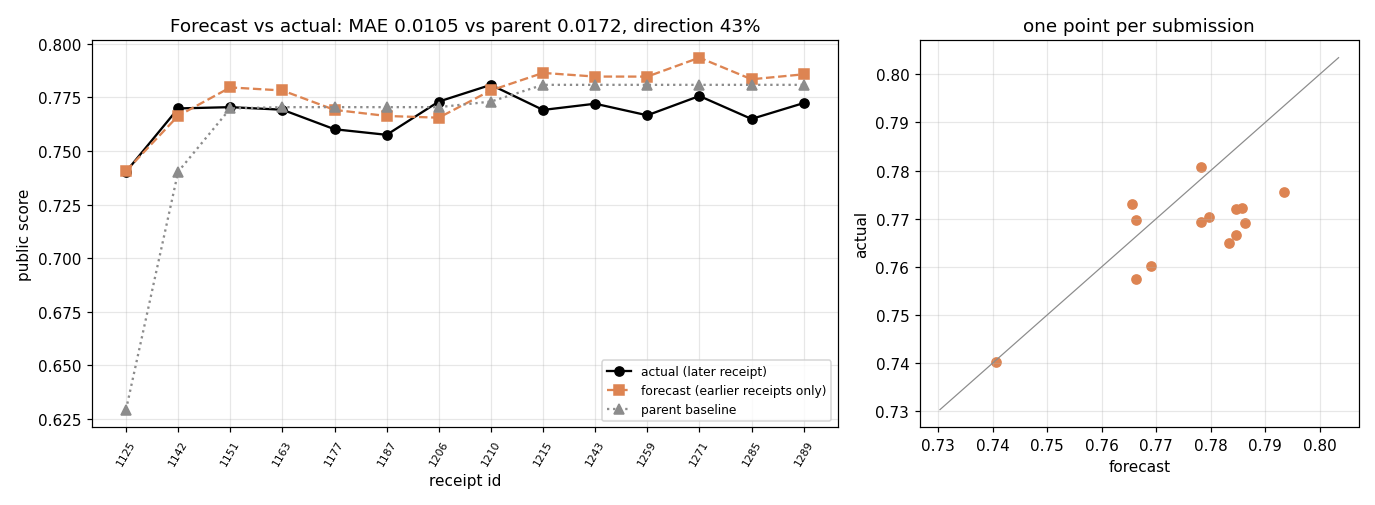 Forecast vs actual: MAE 0.0105 vs parent 0.0172, direction 43%
public score
0.800
0.775
0.750
0.725
0.700
0.675
0.650
0.625
actual (later receipt)
forecast (earlier receipts only)
parent baseline
1125 1142 1151 1163 1177 1187 1206 1210 1215 1243 1259 1271 1285 1289
receipt id
one point per submission
actual
0.80
0.79
0.78
0.77
0.76
0.75
0.74
0.73
0.73 0.74 0.75 0.76 0.77 0.78 0.79 0.80
forecast